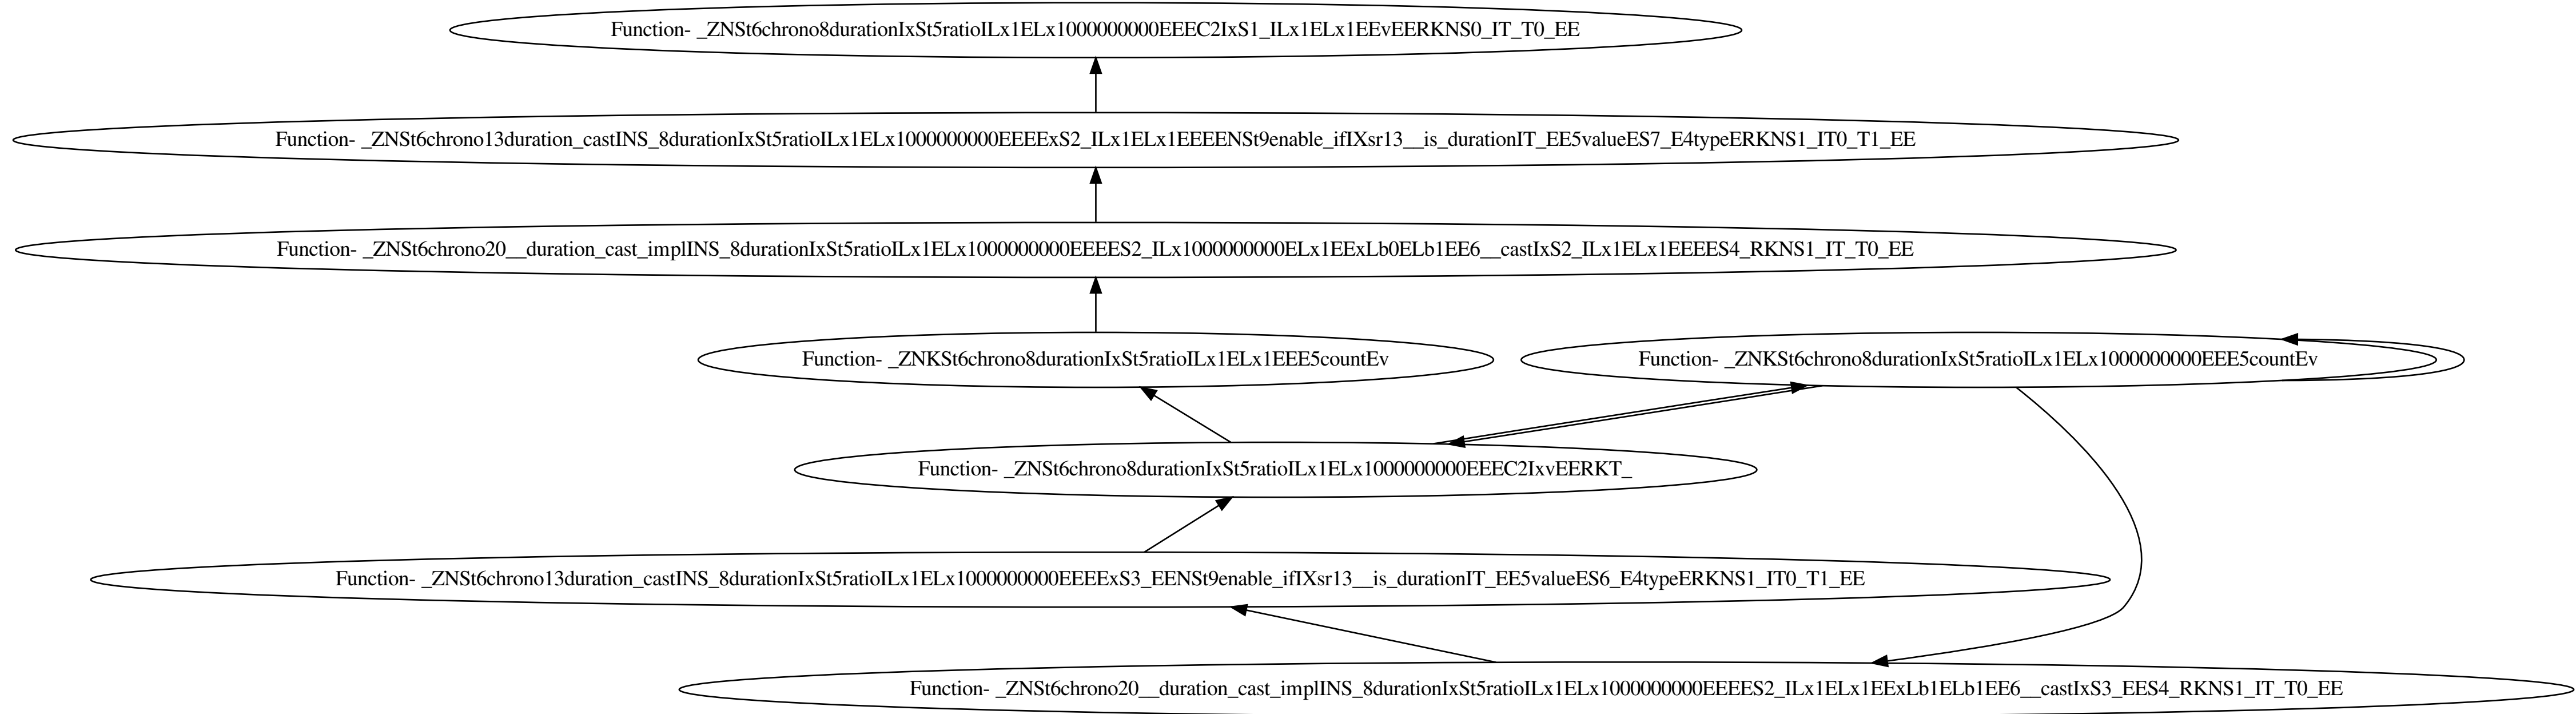 Function- _ZNSt6chrono8durationIxSt5ratioILx1ELx1000000000EEEC2IxS1_ILx1ELx1EEvEERKNS0_IT_T0_EE
Function- _ZNSt6chrono13duration_castINS_8durationIxSt5ratioILx1ELx1000000000EEEExS2_ILx1ELx1EEEENSt9enable_ifIXsr13__is_durationIT_EE5valueES7_E4typeERKNS1_IT0_T1_EE
Function- _ZNSt6chrono20__duration_cast_implINS_8durationIxSt5ratioILx1ELx1000000000EEEES2_ILx1000000000ELx1EExLb0ELb1EE6__castIxS2_ILx1ELx1EEEES4_RKNS1_IT_T0_EE
Function- _ZNKSt6chrono8durationIxSt5ratioILx1ELx1EEE5countEv
Function- _ZNKSt6chrono8durationIxSt5ratioILx1ELx1000000000EEE5countEv
Function- _ZNSt6chrono8durationIxSt5ratioILx1ELx1000000000EEEC2IxvEERKT_
Function- _ZNSt6chrono13duration_castINS_8durationIxSt5ratioILx1ELx1000000000EEEExS3_EENSt9enable_ifIXsr13__is_durationIT_EE5valueES6_E4typeERKNS1_IT0_T1_EE
Function- _ZNSt6chrono20__duration_cast_implINS_8durationIxSt5ratioILx1ELx1000000000EEEES2_ILx1ELx1EExLb1ELb1EE6__castIxS3_EES4_RKNS1_IT_T0_EE